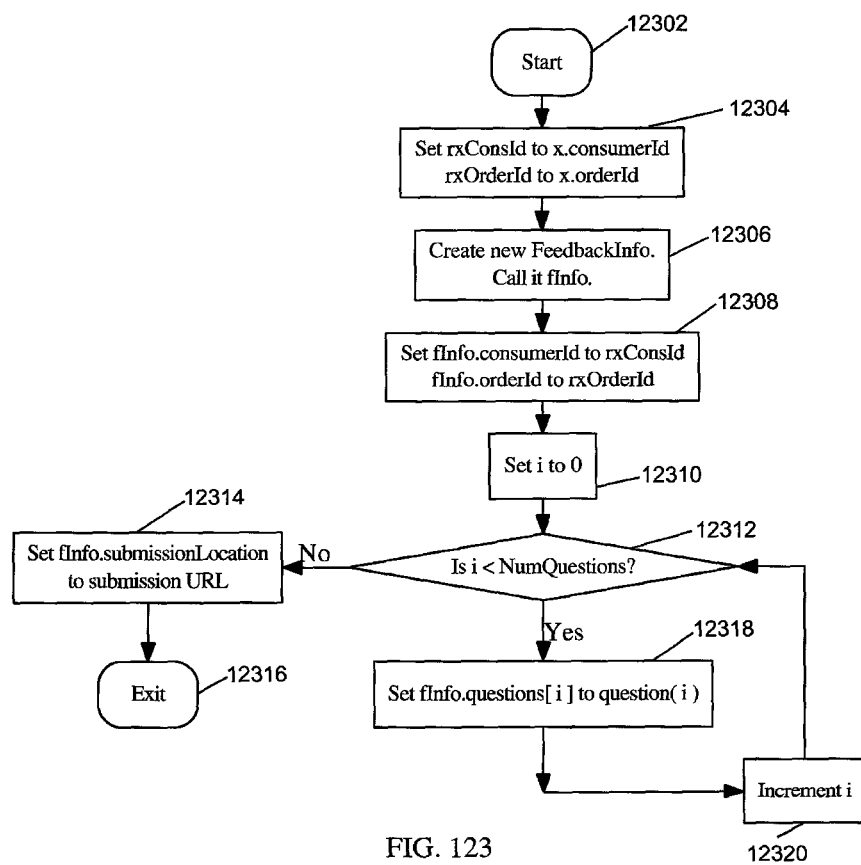 12302
Start
12304
Set rxConsId to x.consumerId
rxOrderId to x.orderId
12306
Create new FeedbackInfo.
Call it fInfo.
12308
Set fInfo.consumerId to rxConsId
fInfo.orderId to rxOrderId
Set i to 0
12310
12312
Is i < NumQuestions?
No
12314
Set fInfo.submissionLocation
to submission URL
Exit
12316
Yes
12318
Set fInfo.questions[ i ] to question( i )
Increment i
12320
FIG. 123